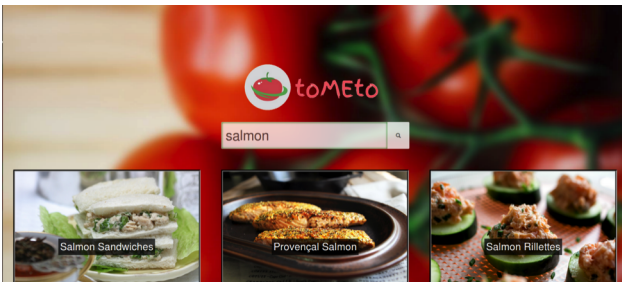 toMEto
salmon
Salmon Sandwiches
Provençal Salmon
Salmon Rillettes